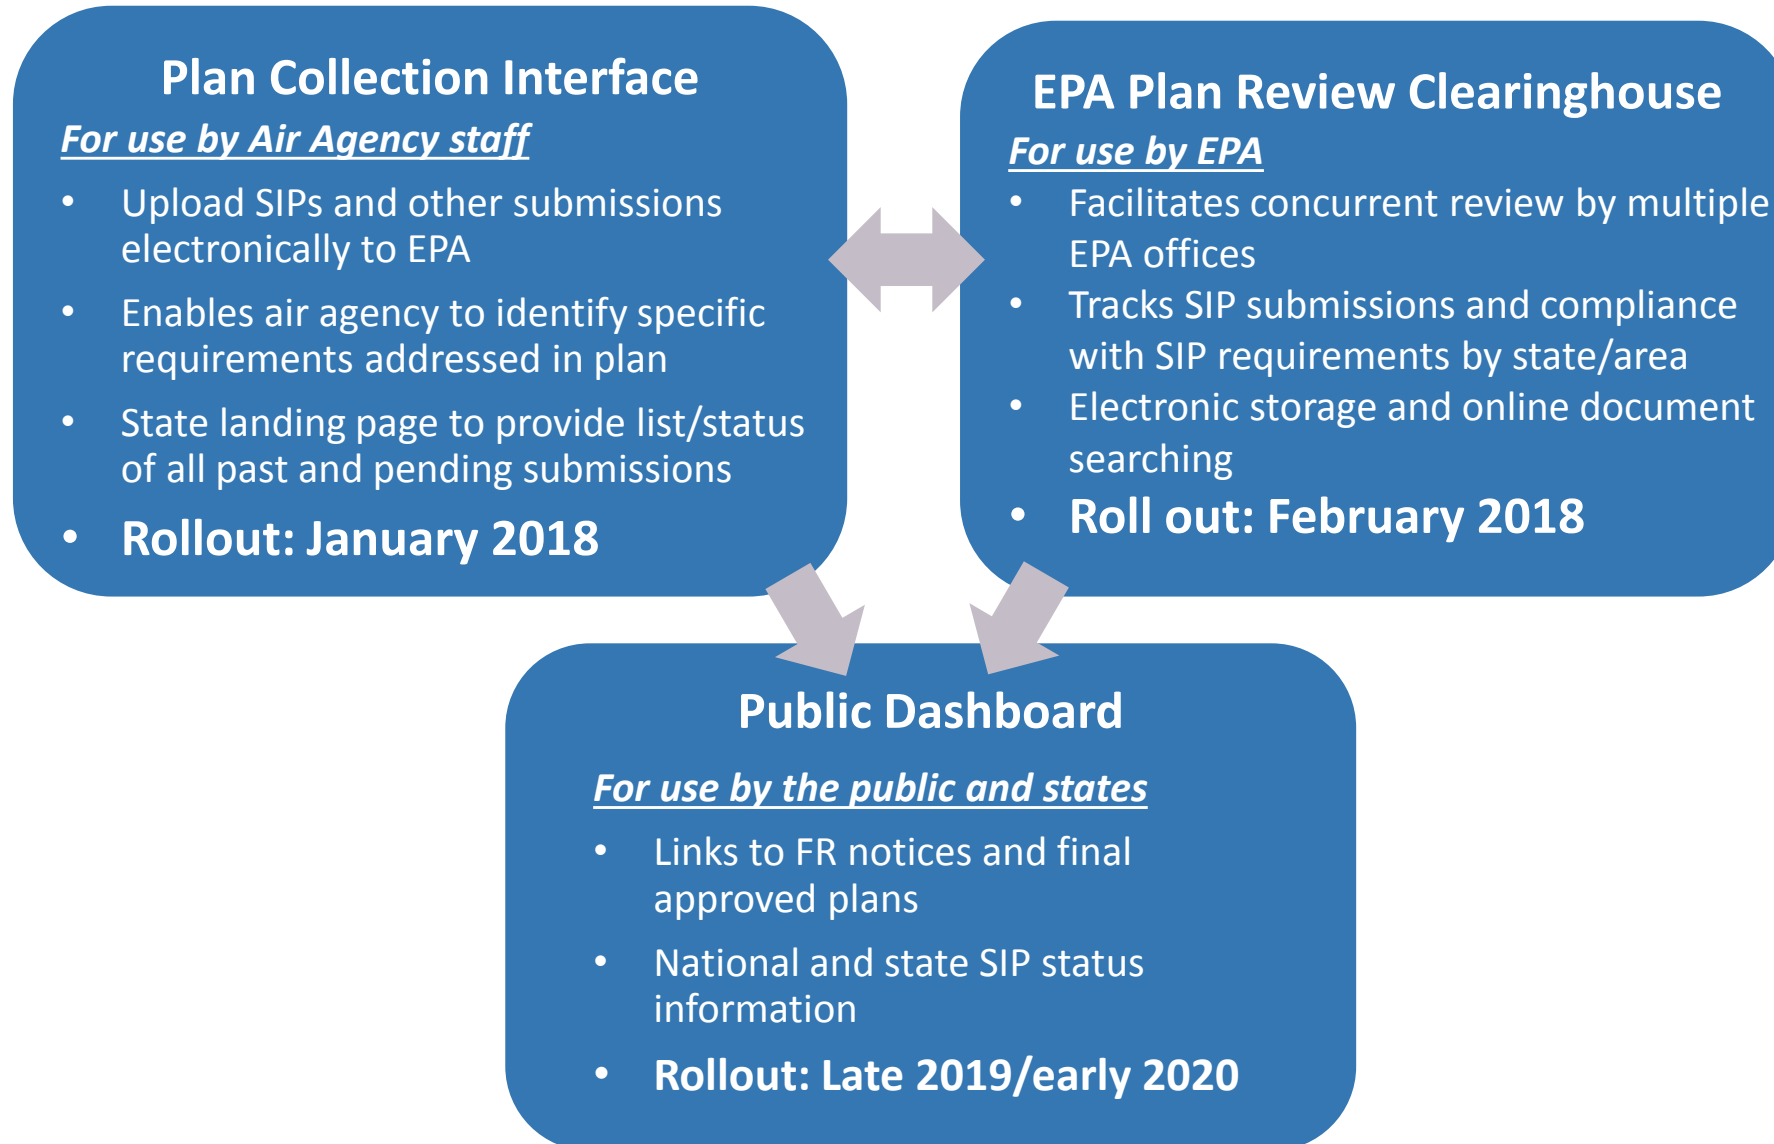 Plan Collection Interface
For use by Air Agency staff
• Upload SIPs and other submissions
electronically to EPA
• Enables air agency to identify specific
requirements addressed in plan
• State landing page to provide list/status
of all past and pending submissions
• Rollout: January 2018
EPA Plan Review Clearinghouse
For use by EPA
• Facilitates concurrent review by multiple
EPA offices
• Tracks SIP submissions and compliance
with SIP requirements by state/area
• Electronic storage and online document
searching
• Roll out: February 2018
Public Dashboard
For use by the public and states
• Links to FR notices and final
approved plans
• National and state SIP status
information
• Rollout: Late 2019/early 2020